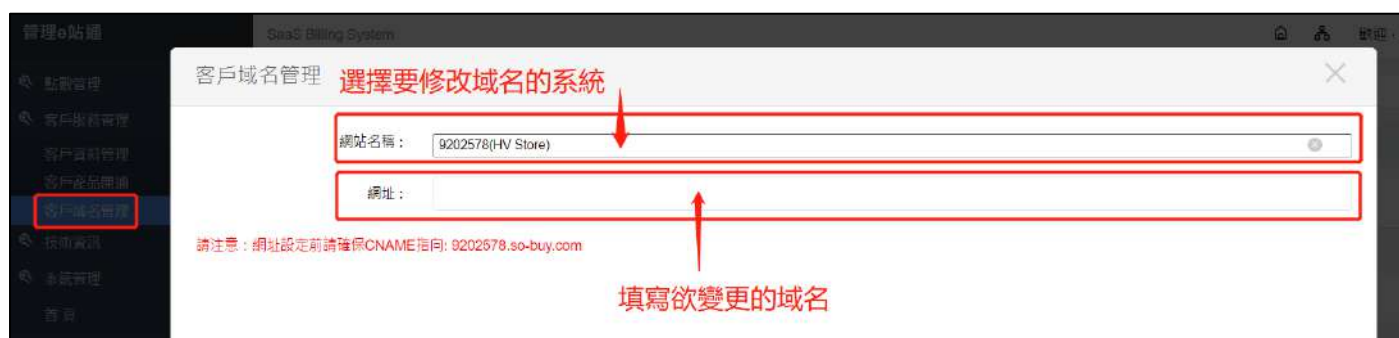 管理e站通
SaaS Billing System
歡迎，
客戶域名管理
選擇要修改域名的系統
點數管理
客戶服務管理
網站名稱：
9202578(HV Store)
客戶資料管理
客戶產品開通
網址：
客戶域名管理
技術資訊
請注意：網址設定前請確保CNAME指向: 9202578.so-buy.com
系統管理
填寫欲變更的域名
首頁